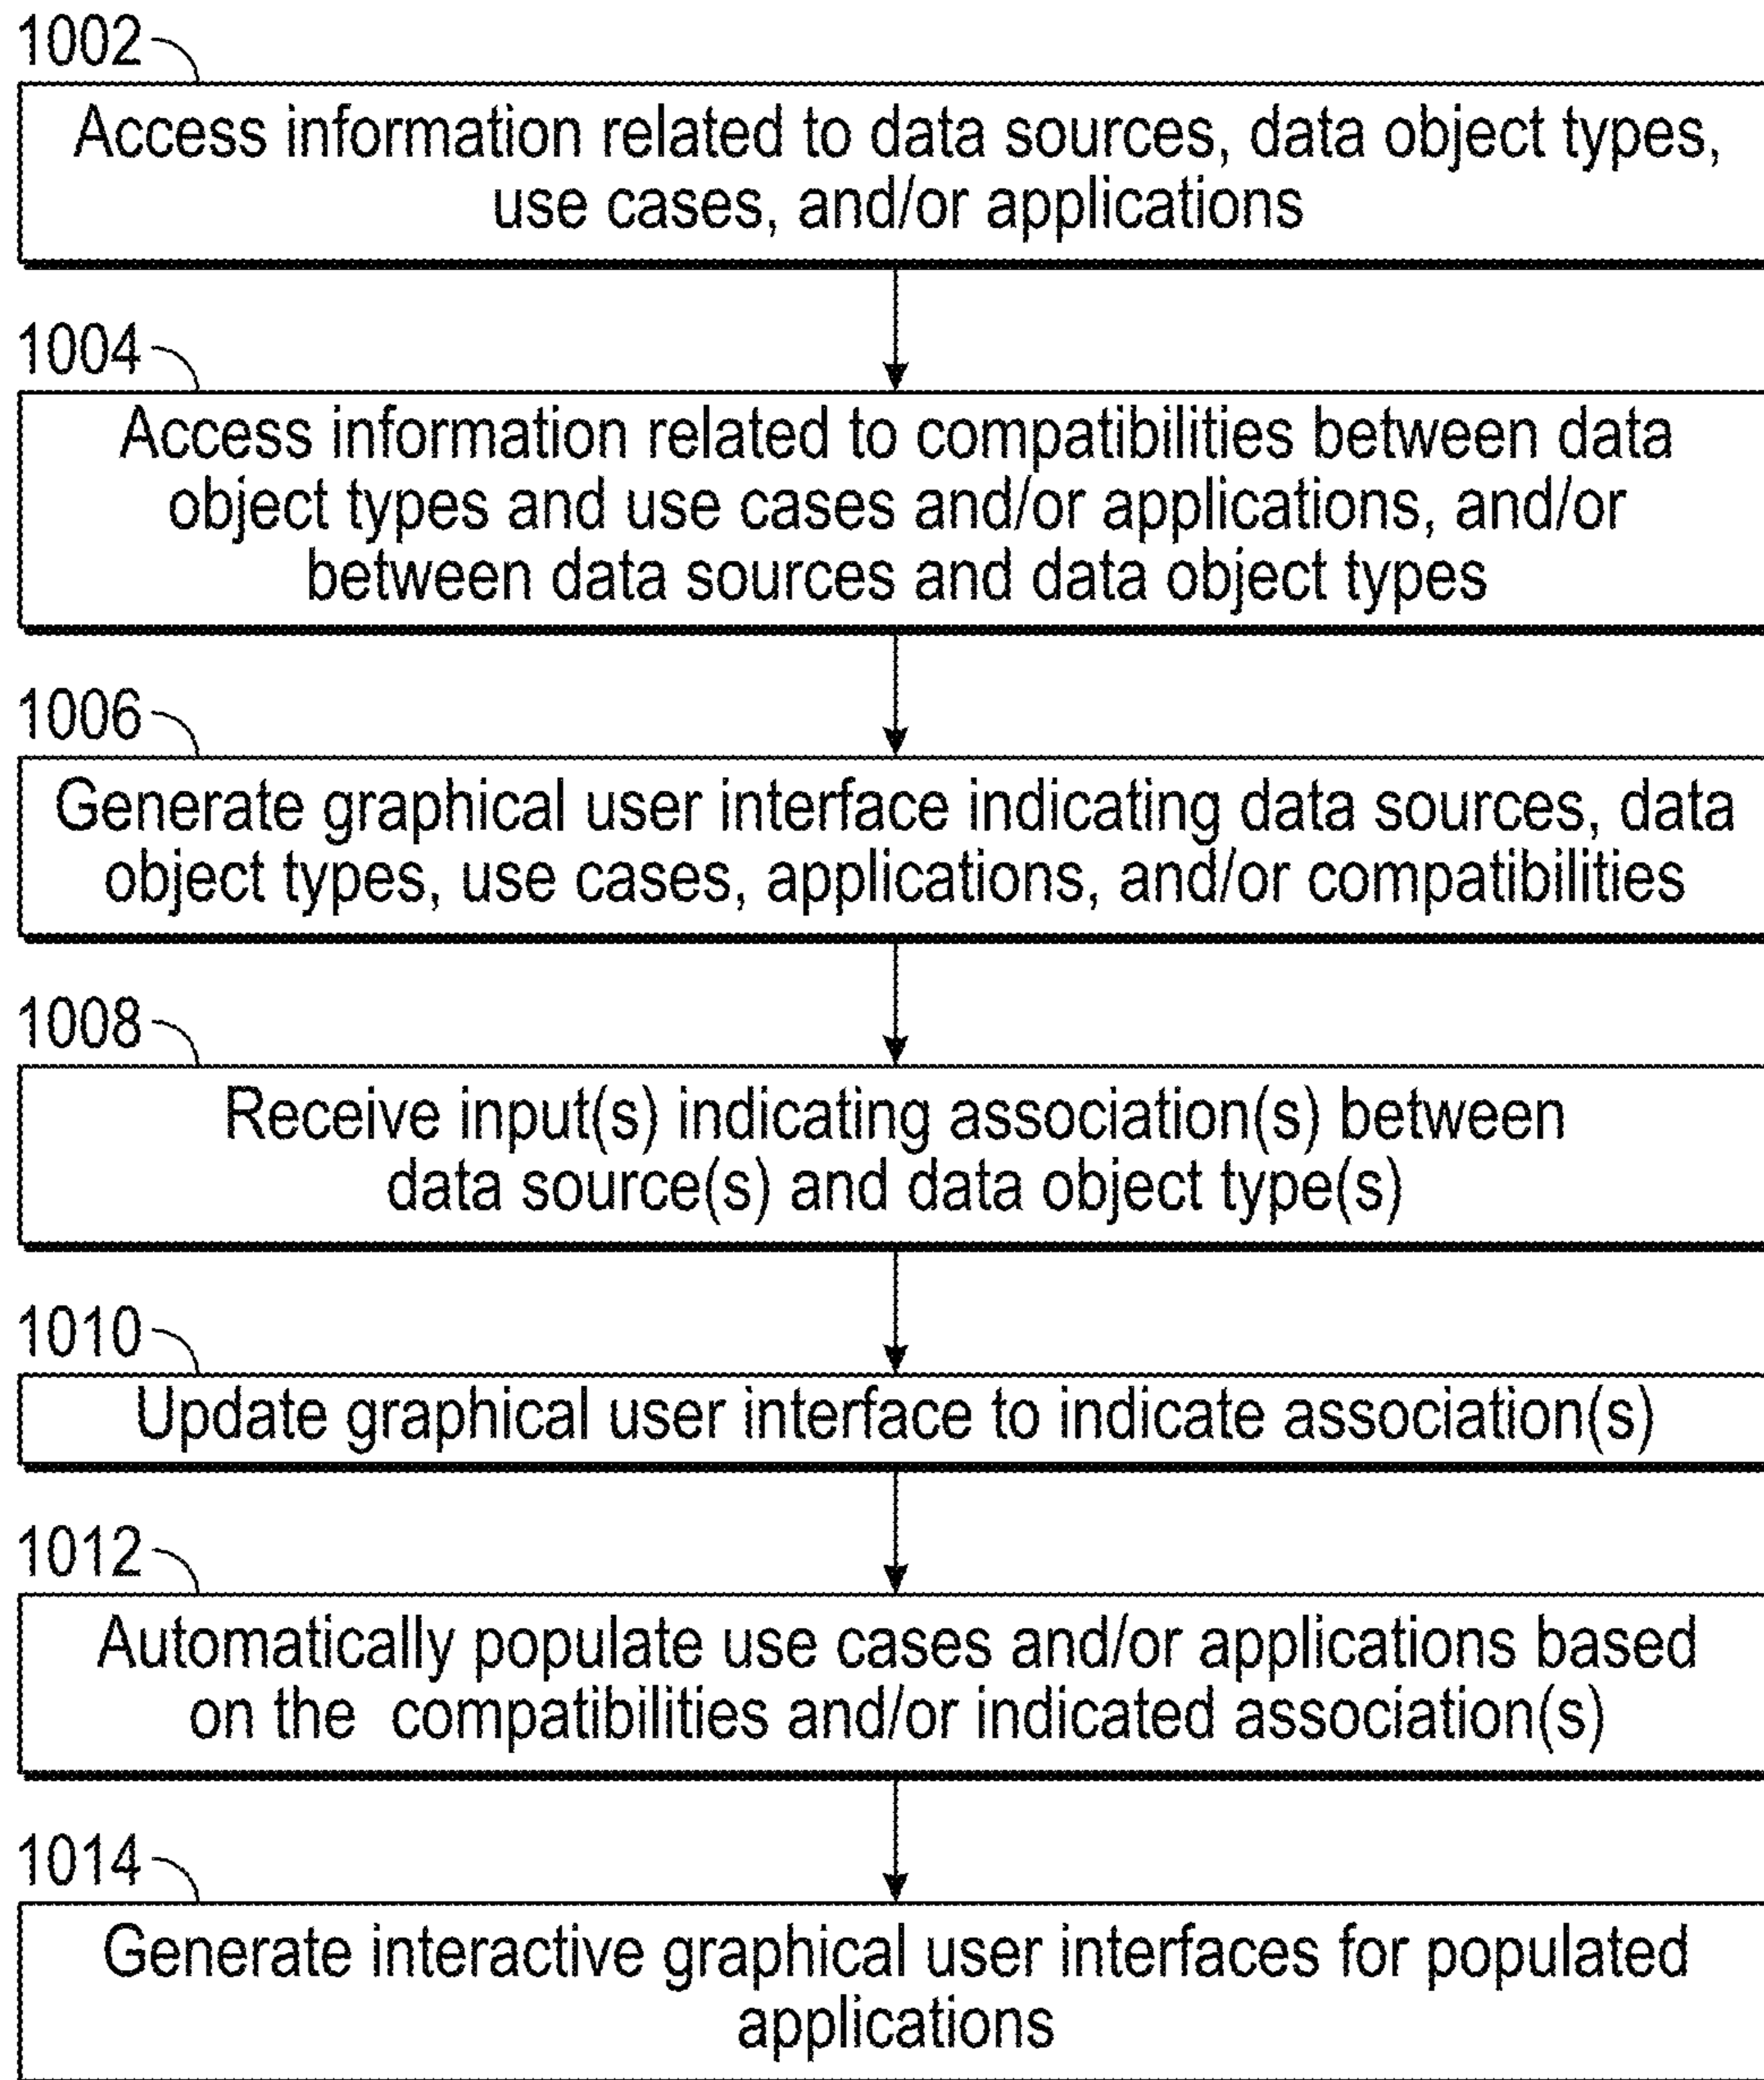 1002
Access information related to data sources, data object types,
use cases, and/or applications
1004
Access information related to compatibilities between data
object types and use cases and/or applications, and/or
between data sources and data object types
1006
Generate graphical user interface indicating data sources, data
object types, use cases, applications, and/or compatibilities
1008
Receive input(s) indicating association(s) between
data source(s) and data object type(s)
1010
Update graphical user interface to indicate association(s)
1012
Automatically populate use cases and/or applications based
on the compatibilities and/or indicated association(s)
1014
Generate interactive graphical user interfaces for populated
applications